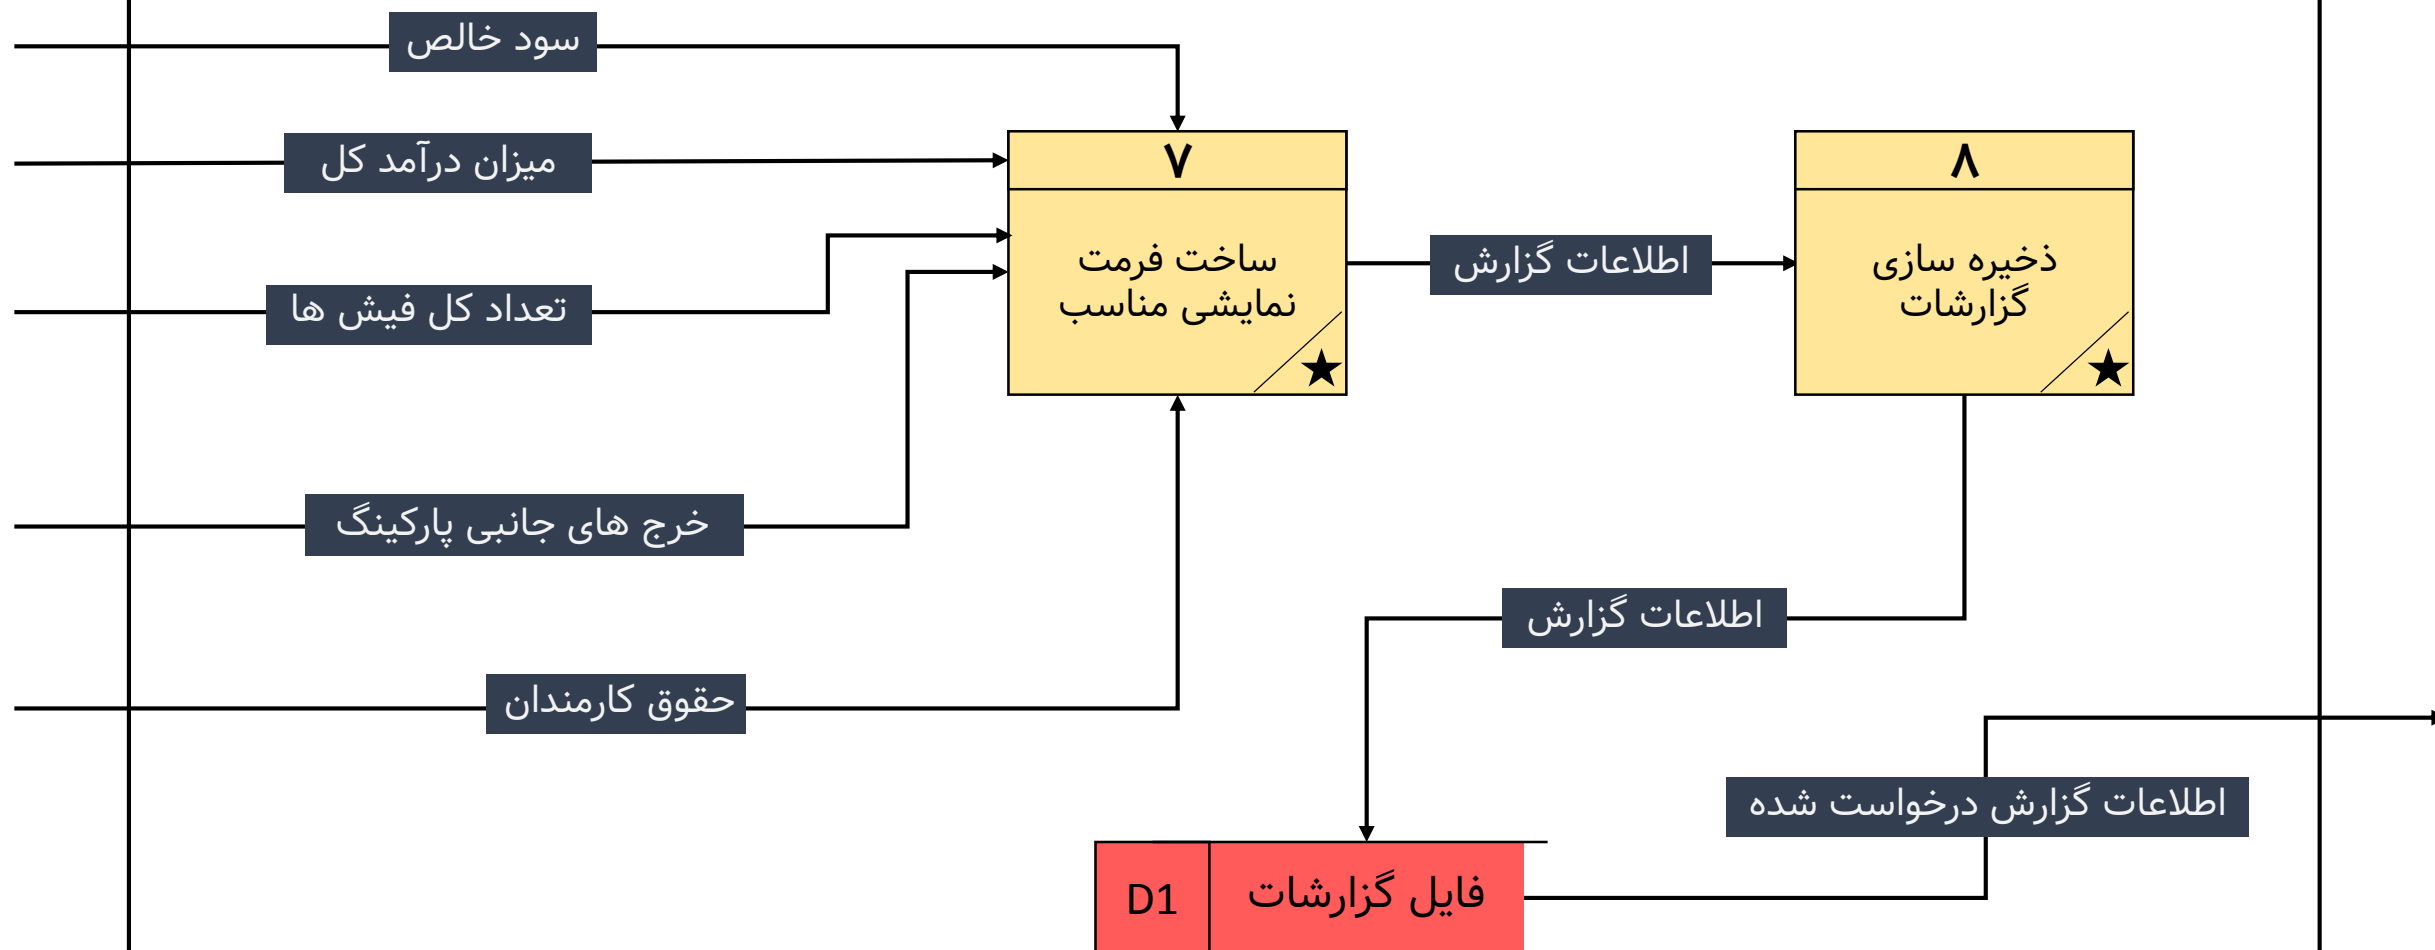 سود خالص
میزان درآمد کل
۷
۸
ساخت فرمت
نمایشی مناسب
اطلاعات گزارش
ذخیره سازی
گزارشات
تعداد کل فیش ها
خرج های جانبی پارکینگ
اطلاعات گزارش
حقوق کارمندان
اطلاعات گزارش درخواست شده
D1
فایل گزارشات